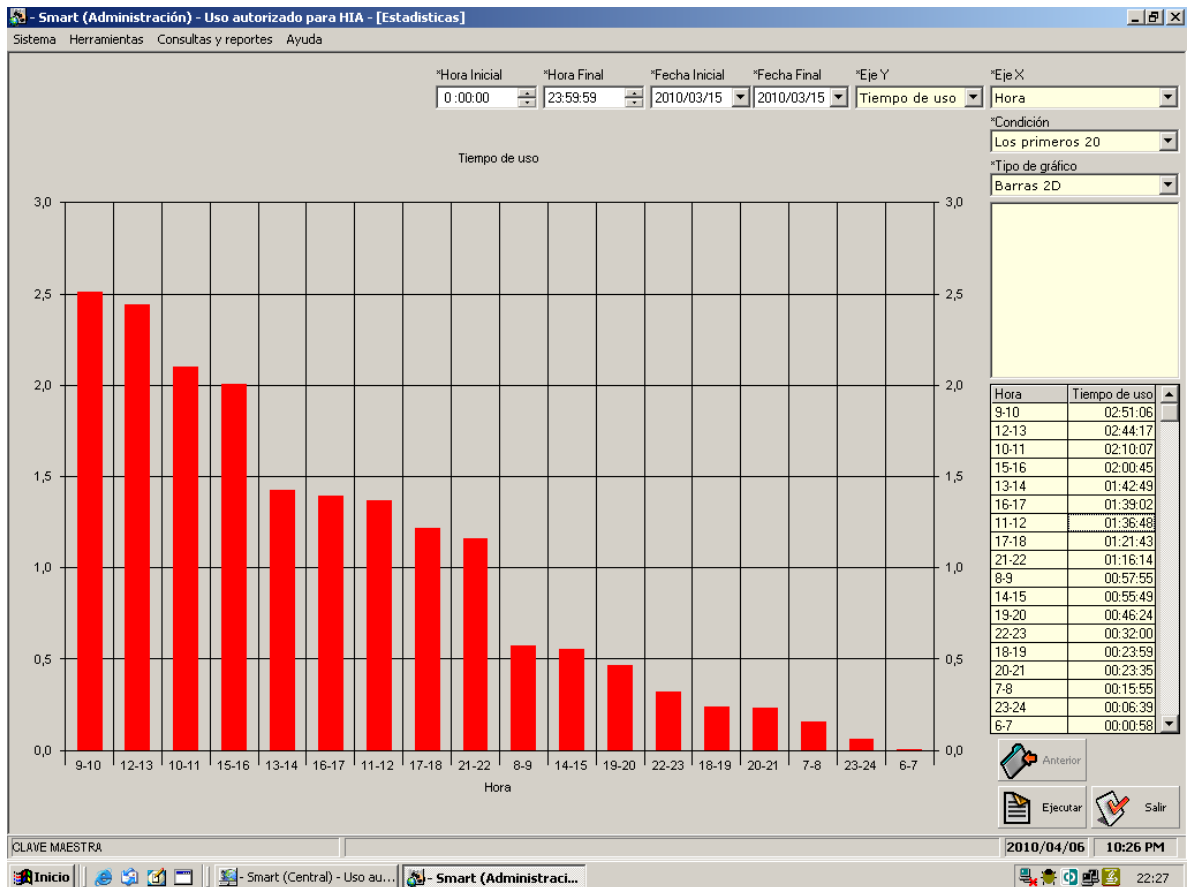 - Smart (Administración) - Uso autorizado para HIA - [Estadisticas]
Sistema Herramientas Consultas y reportes Ayuda
*Hora Inicial *Hora Final *Fecha Inicial *Fecha Final *Eje Y *Eje X
0 :00:00 23:59:59 2010/03/15 2010/03/15 Tiempo de uso Hora
*Condición
Los primeros 20
*Tipo de gráfico
Barras 2D
Tiempo de uso
3,0 3,0
2,5 2,5
2,0 2,0
1,5 1,5
1,0 1,0
0,5 0,5
0,0 0,0
9-10 12-13 10-11 15-16 13-14 16-17 11-12 17-18 21-22 8-9 14-15 19-20 22-23 18-19 20-21 7-8 23-24 6-7
Hora
Hora Tiempo de uso
9-10 02:51:06
12-13 02:44:17
10-11 02:10:07
15-16 02:00:45
13-14 01:42:49
16-17 01:39:02
11-12 01:36:48
17-18 01:21:43
21-22 01:16:14
8-9 00:57:55
14-15 00:55:49
19-20 00:46:24
22-23 00:32:00
18-19 00:23:59
20-21 00:23:35
7-8 00:15:55
23-24 00:06:39
6-7 00:00:58
Anterior
Ejecutar Salir
CLAVE MAESTRA 2010/04/06 10:26 PM
Inicio - Smart (Central) - Uso au... - Smart (Administraci... 22:27